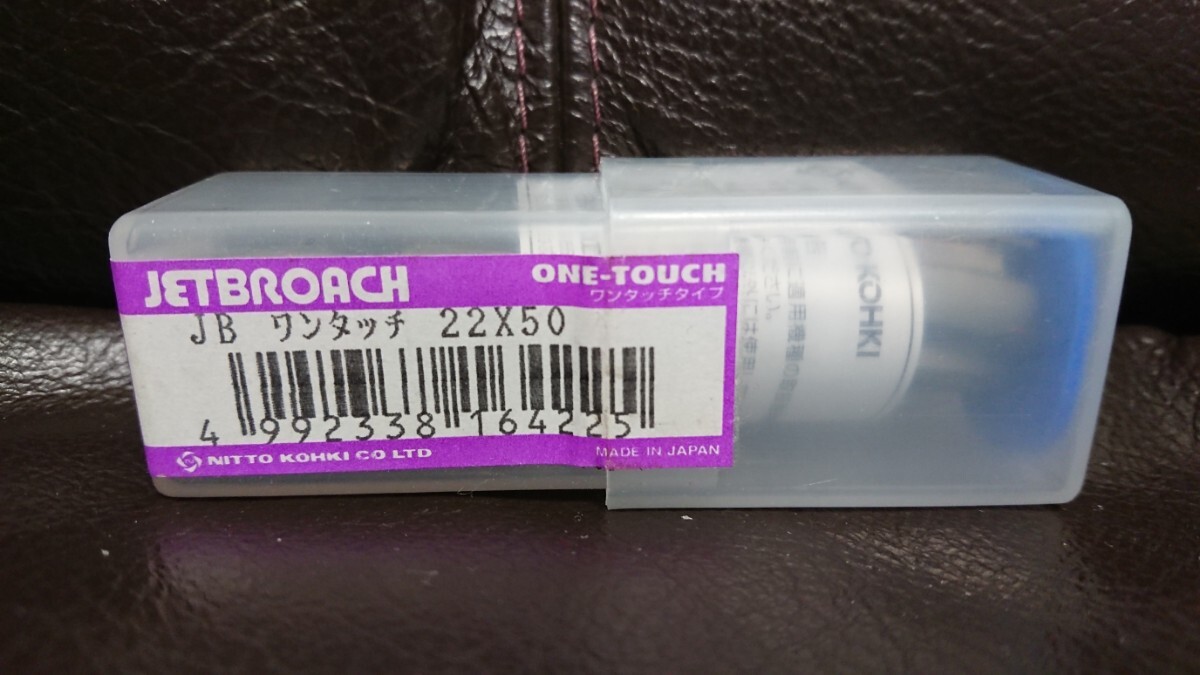 JETBROACH
ONE-TOUCH
ワンタッチタイプ
JB ワンタッチ 22X50
4 992338 164225
NITTO KOHKI CO LTD
MADE IN JAPAN
KOHKI